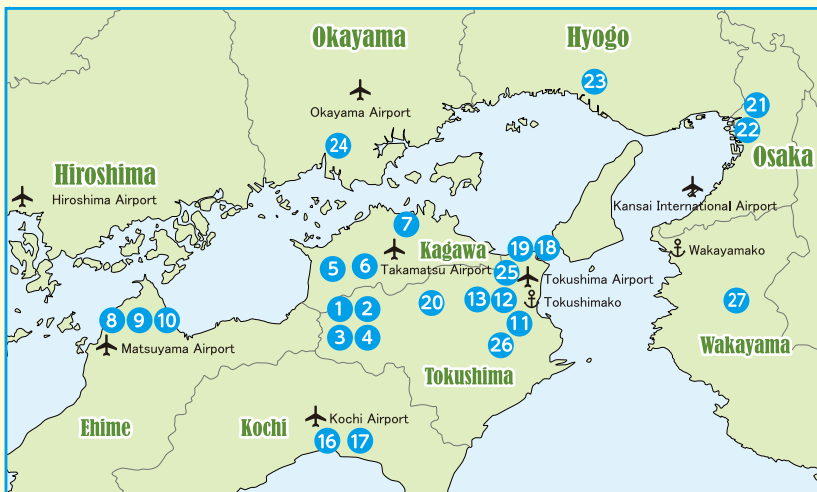 Okayama
Hyogo
23
Okayama Airport
21
22
24
Osaka
Hiroshima
Hiroshima Airport
Kansai International Airport
7
Kagawa
19
18
Wakayamako
5
6
Takamatsu Airport
25
Tokushima Airport
1
2
20
13
12
Tokushimako
27
8
9
10
11
3
4
26
Matsuyama Airport
Wakayama
Tokushima
Ehime
Kochi
Kochi Airport
16
17